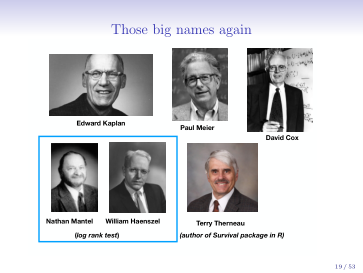 Those big names again
Edward Kaplan
Paul Meier
David Cox
Nathan Mantel
William Haenszel
(log rank test)
Terry Therneau
(author of Survival package in R)
19 / 53